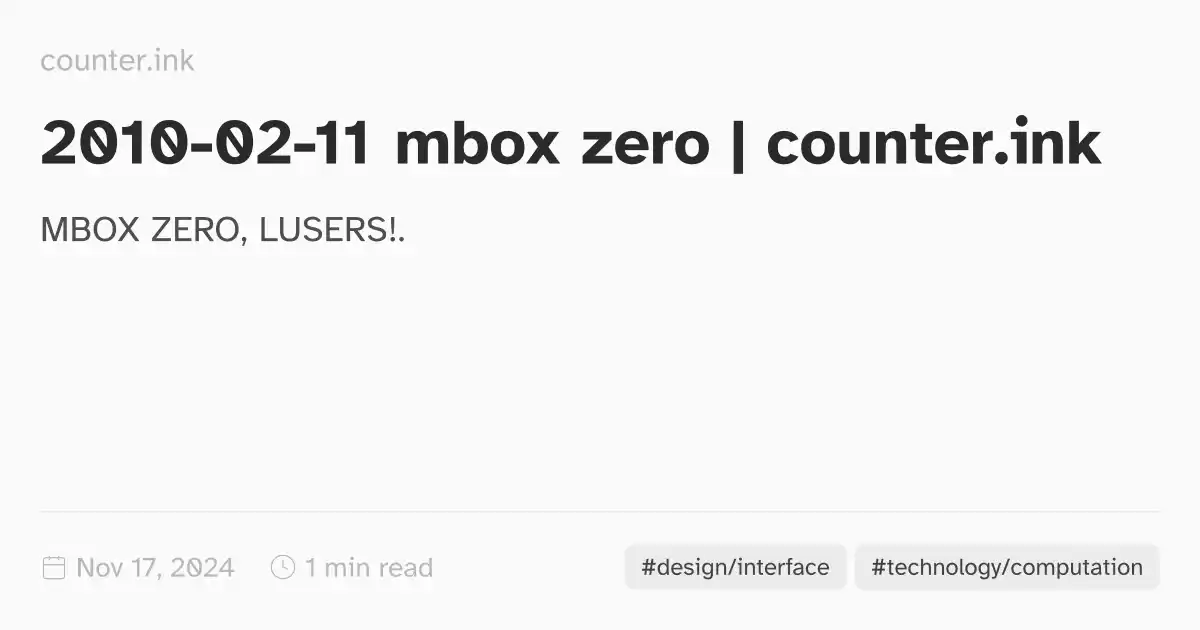 counter.ink
2010-02-11 mbox zero | counter.ink
MBOX ZERO, LUSERS!.
Nov 17, 2024 1 min read #design/interface #technology/computation